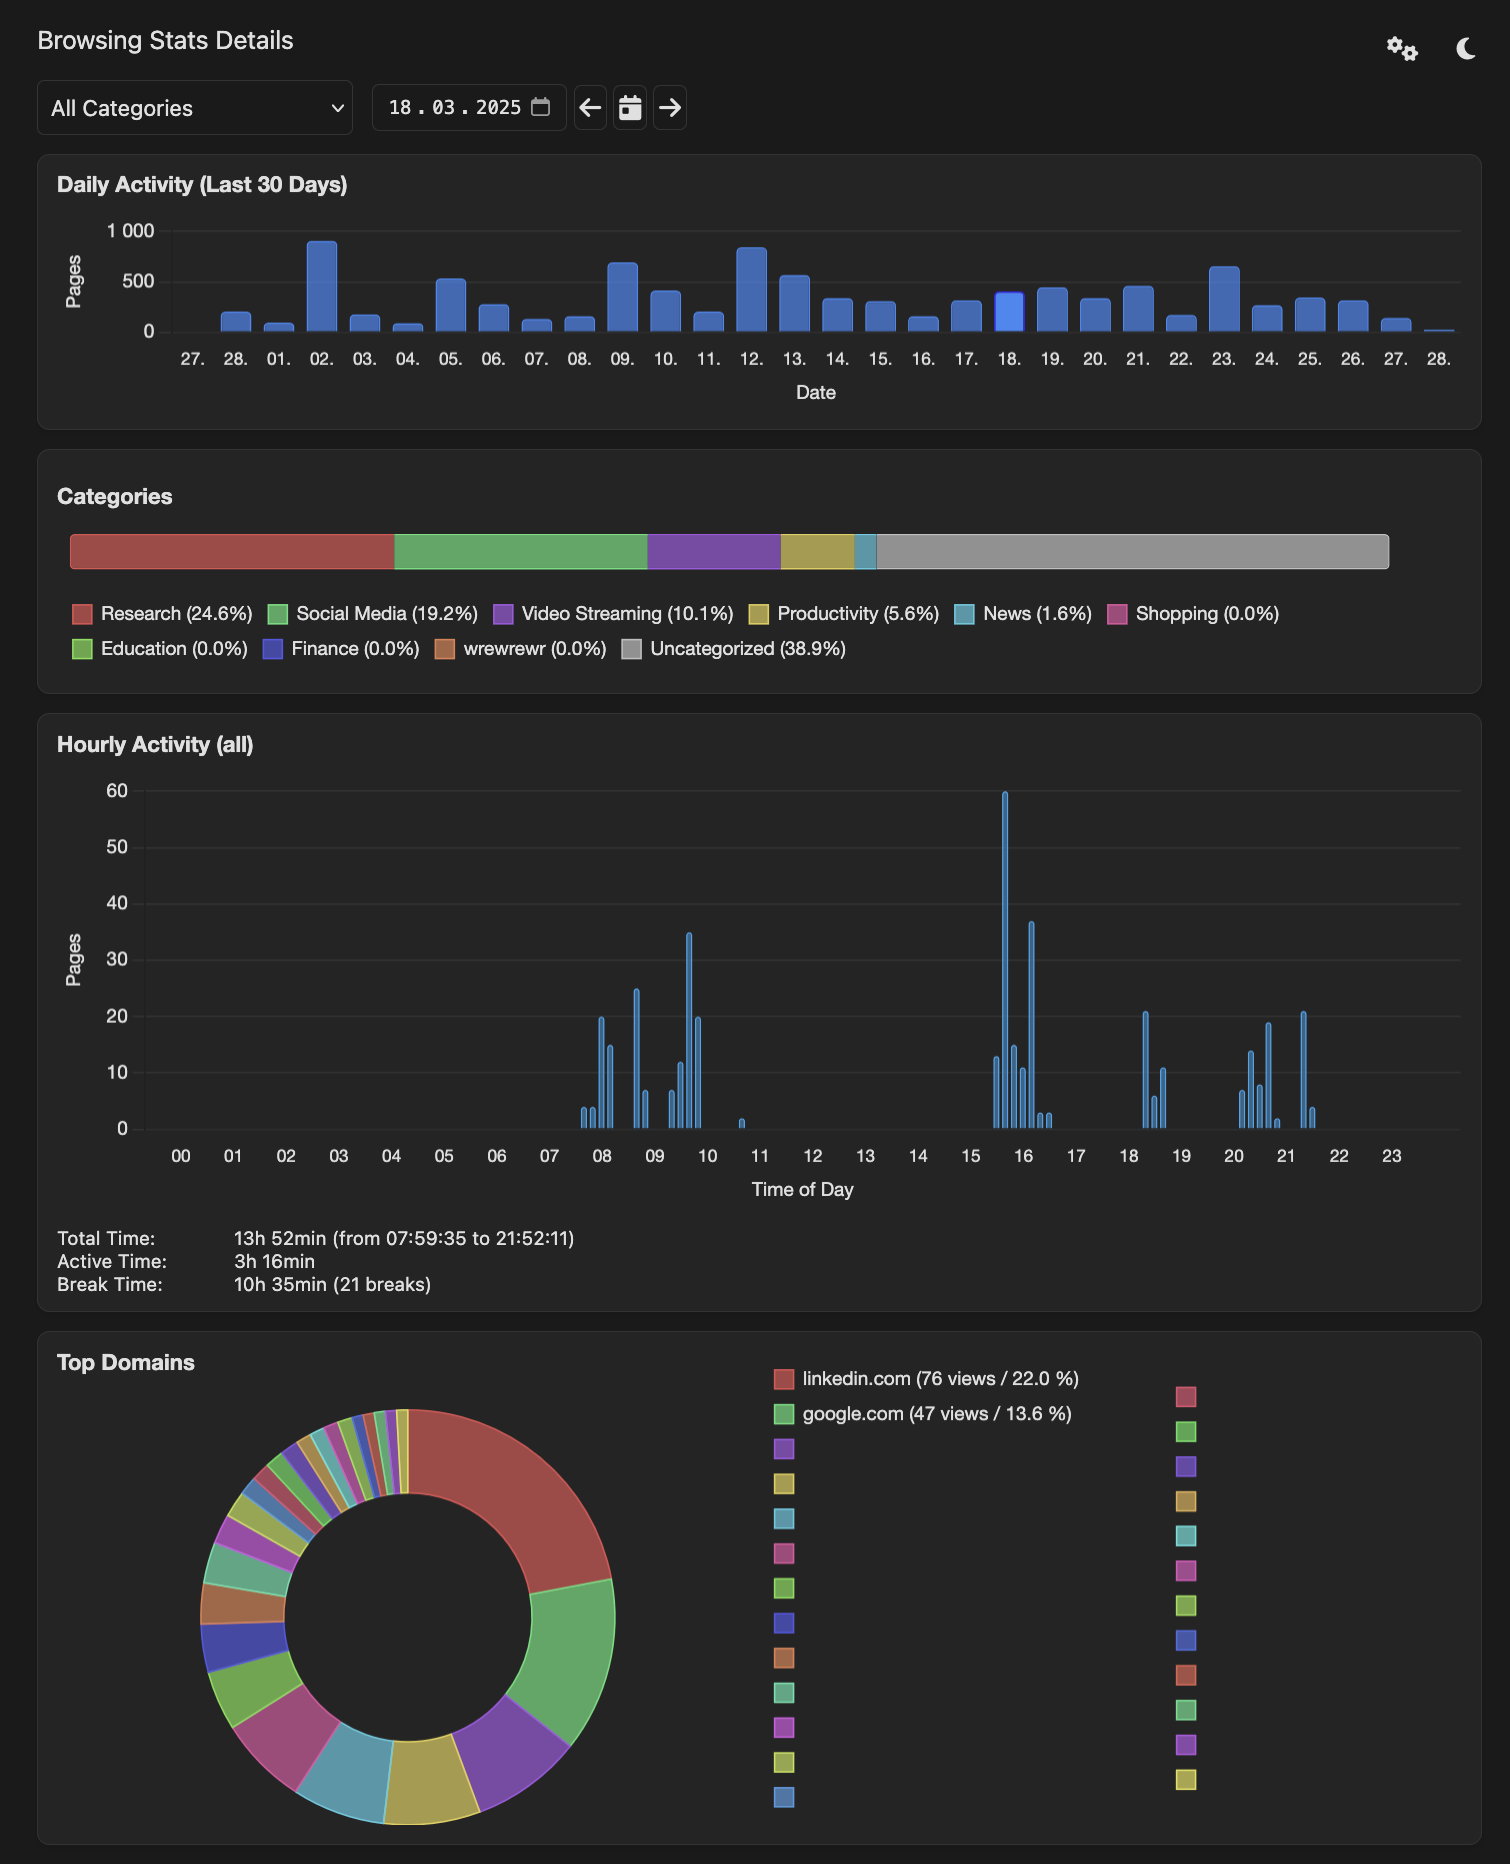 Browsing Stats Details
All Categories
18.03.2025
Daily Activity (Last 30 Days)
1 000
500
0
Pages
27. 28. 01. 02. 03. 04. 05. 06. 07. 08. 09. 10. 11. 12. 13. 14. 15. 16. 17. 18. 19. 20. 21. 22. 23. 24. 25. 26. 27. 28.
Date
Categories
Research (24.6%) Social Media (19.2%) Video Streaming (10.1%) Productivity (5.6%) News (1.6%) Shopping (0.0%)
Education (0.0%) Finance (0.0%) wrewrewr (0.0%) Uncategorized (38.9%)
Hourly Activity (all)
60
50
40
30
20
10
0
Pages
00 01 02 03 04 05 06 07 08 09 10 11 12 13 14 15 16 17 18 19 20 21 22 23
Time of Day
Total Time: 13h 52min (from 07:59:35 to 21:52:11)
Active Time: 3h 16min
Break Time: 10h 35min (21 breaks)
Top Domains
linkedin.com (76 views / 22.0 %)
google.com (47 views / 13.6 %)